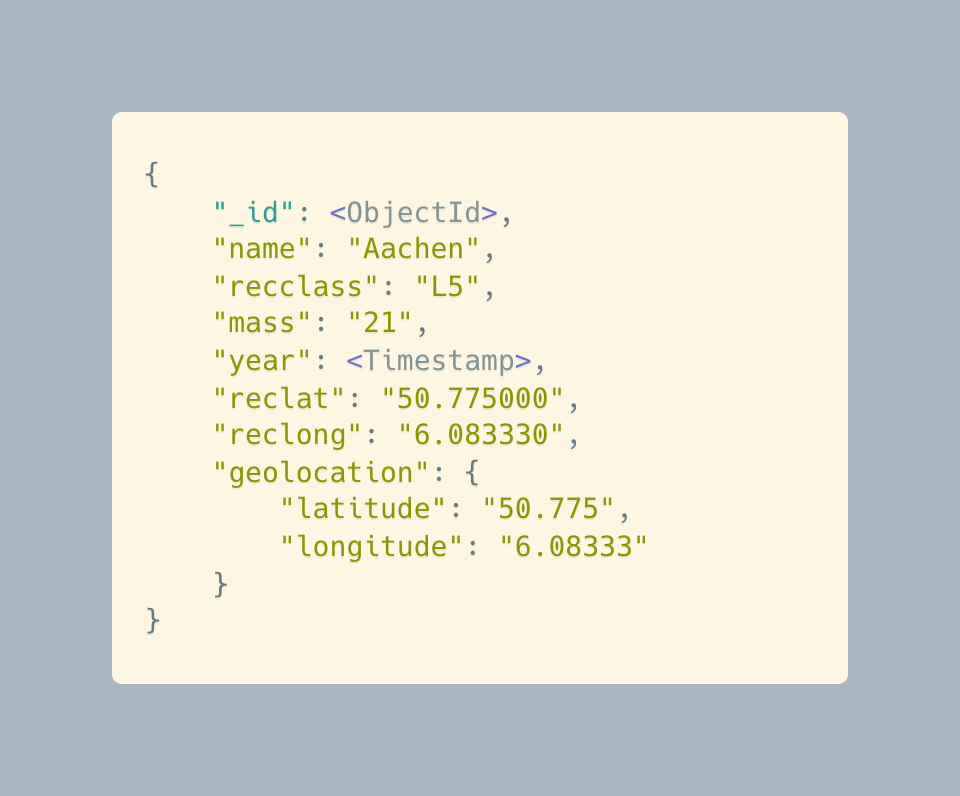 {
    "_id": <ObjectId>,
    "name": "Aachen",
    "recclass": "L5",
    "mass": "21",
    "year": <Timestamp>,
    "reclat": "50.775000",
    "reclong": "6.083330",
    "geolocation": {
        "latitude": "50.775",
        "longitude": "6.08333"
    }
}